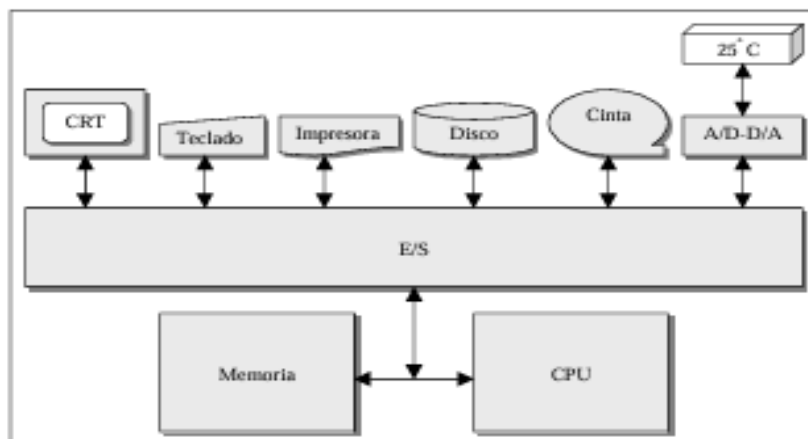 25° C
CRT
Teclado
Impresora
Disco
Cinta
A/D-D/A
E/S
Memoria
CPU